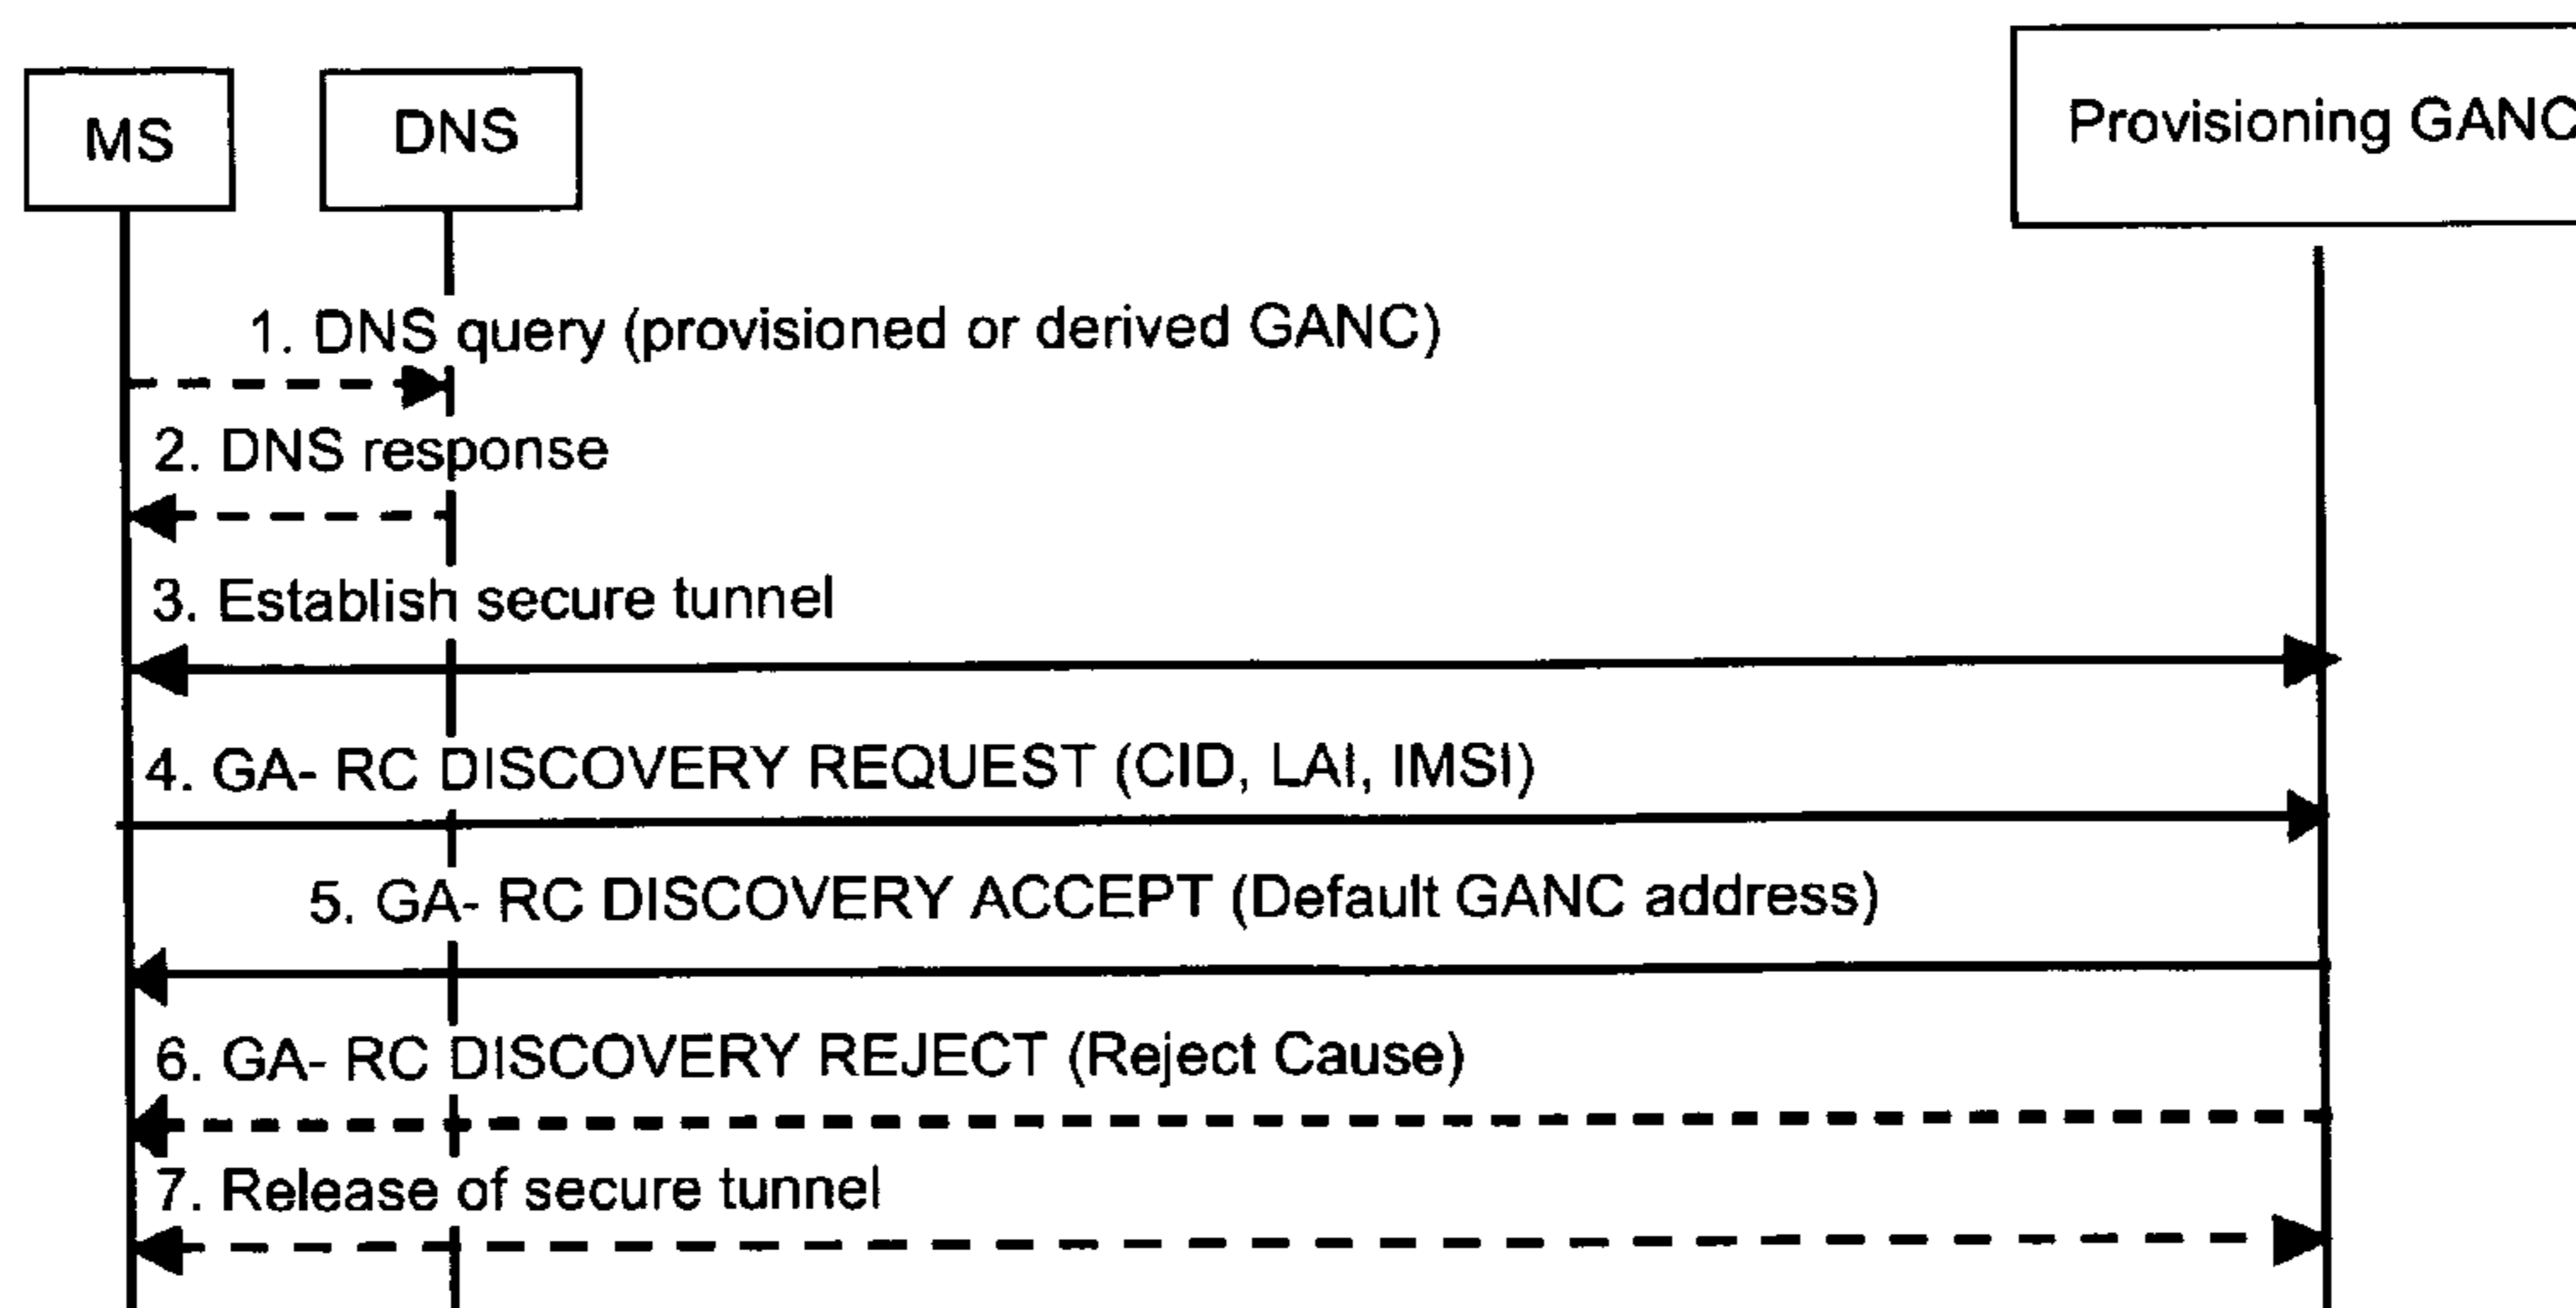 MS
DNS
Provisioning GANC
1. DNS query (provisioned or derived GANC)
2. DNS response
3. Establish secure tunnel
4. GA- RC DISCOVERY REQUEST (CID, LAI, IMSI)
5. GA- RC DISCOVERY ACCEPT (Default GANC address)
6. GA- RC DISCOVERY REJECT (Reject Cause)
7. Release of secure tunnel